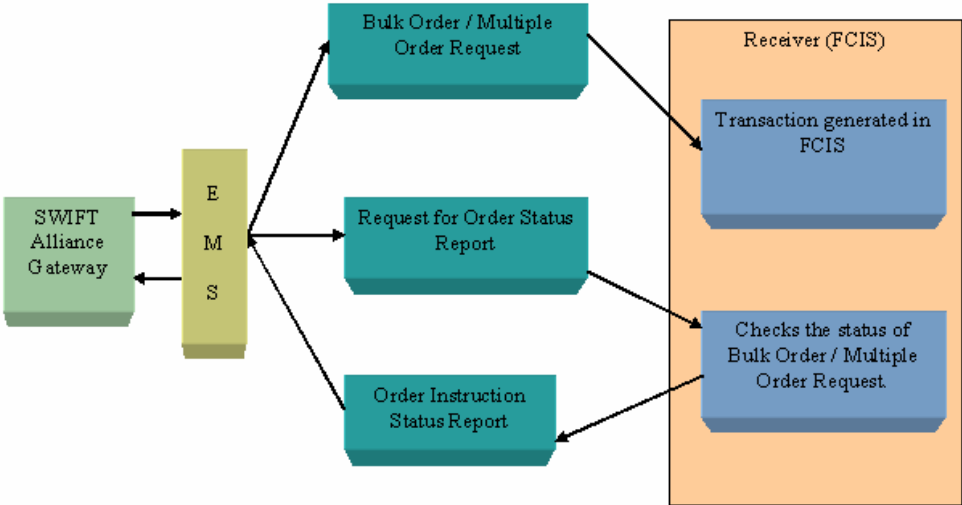 Bulk Order / Multiple
Order Request
Receiver (FCIS)
Transaction generated in
FCIS
SWIFT
Alliance
Gateway
E
M
S
Request for Order Status
Report
Checks the status of
Bulk Order / Multiple
Order Request.
Order Instruction
Status Report